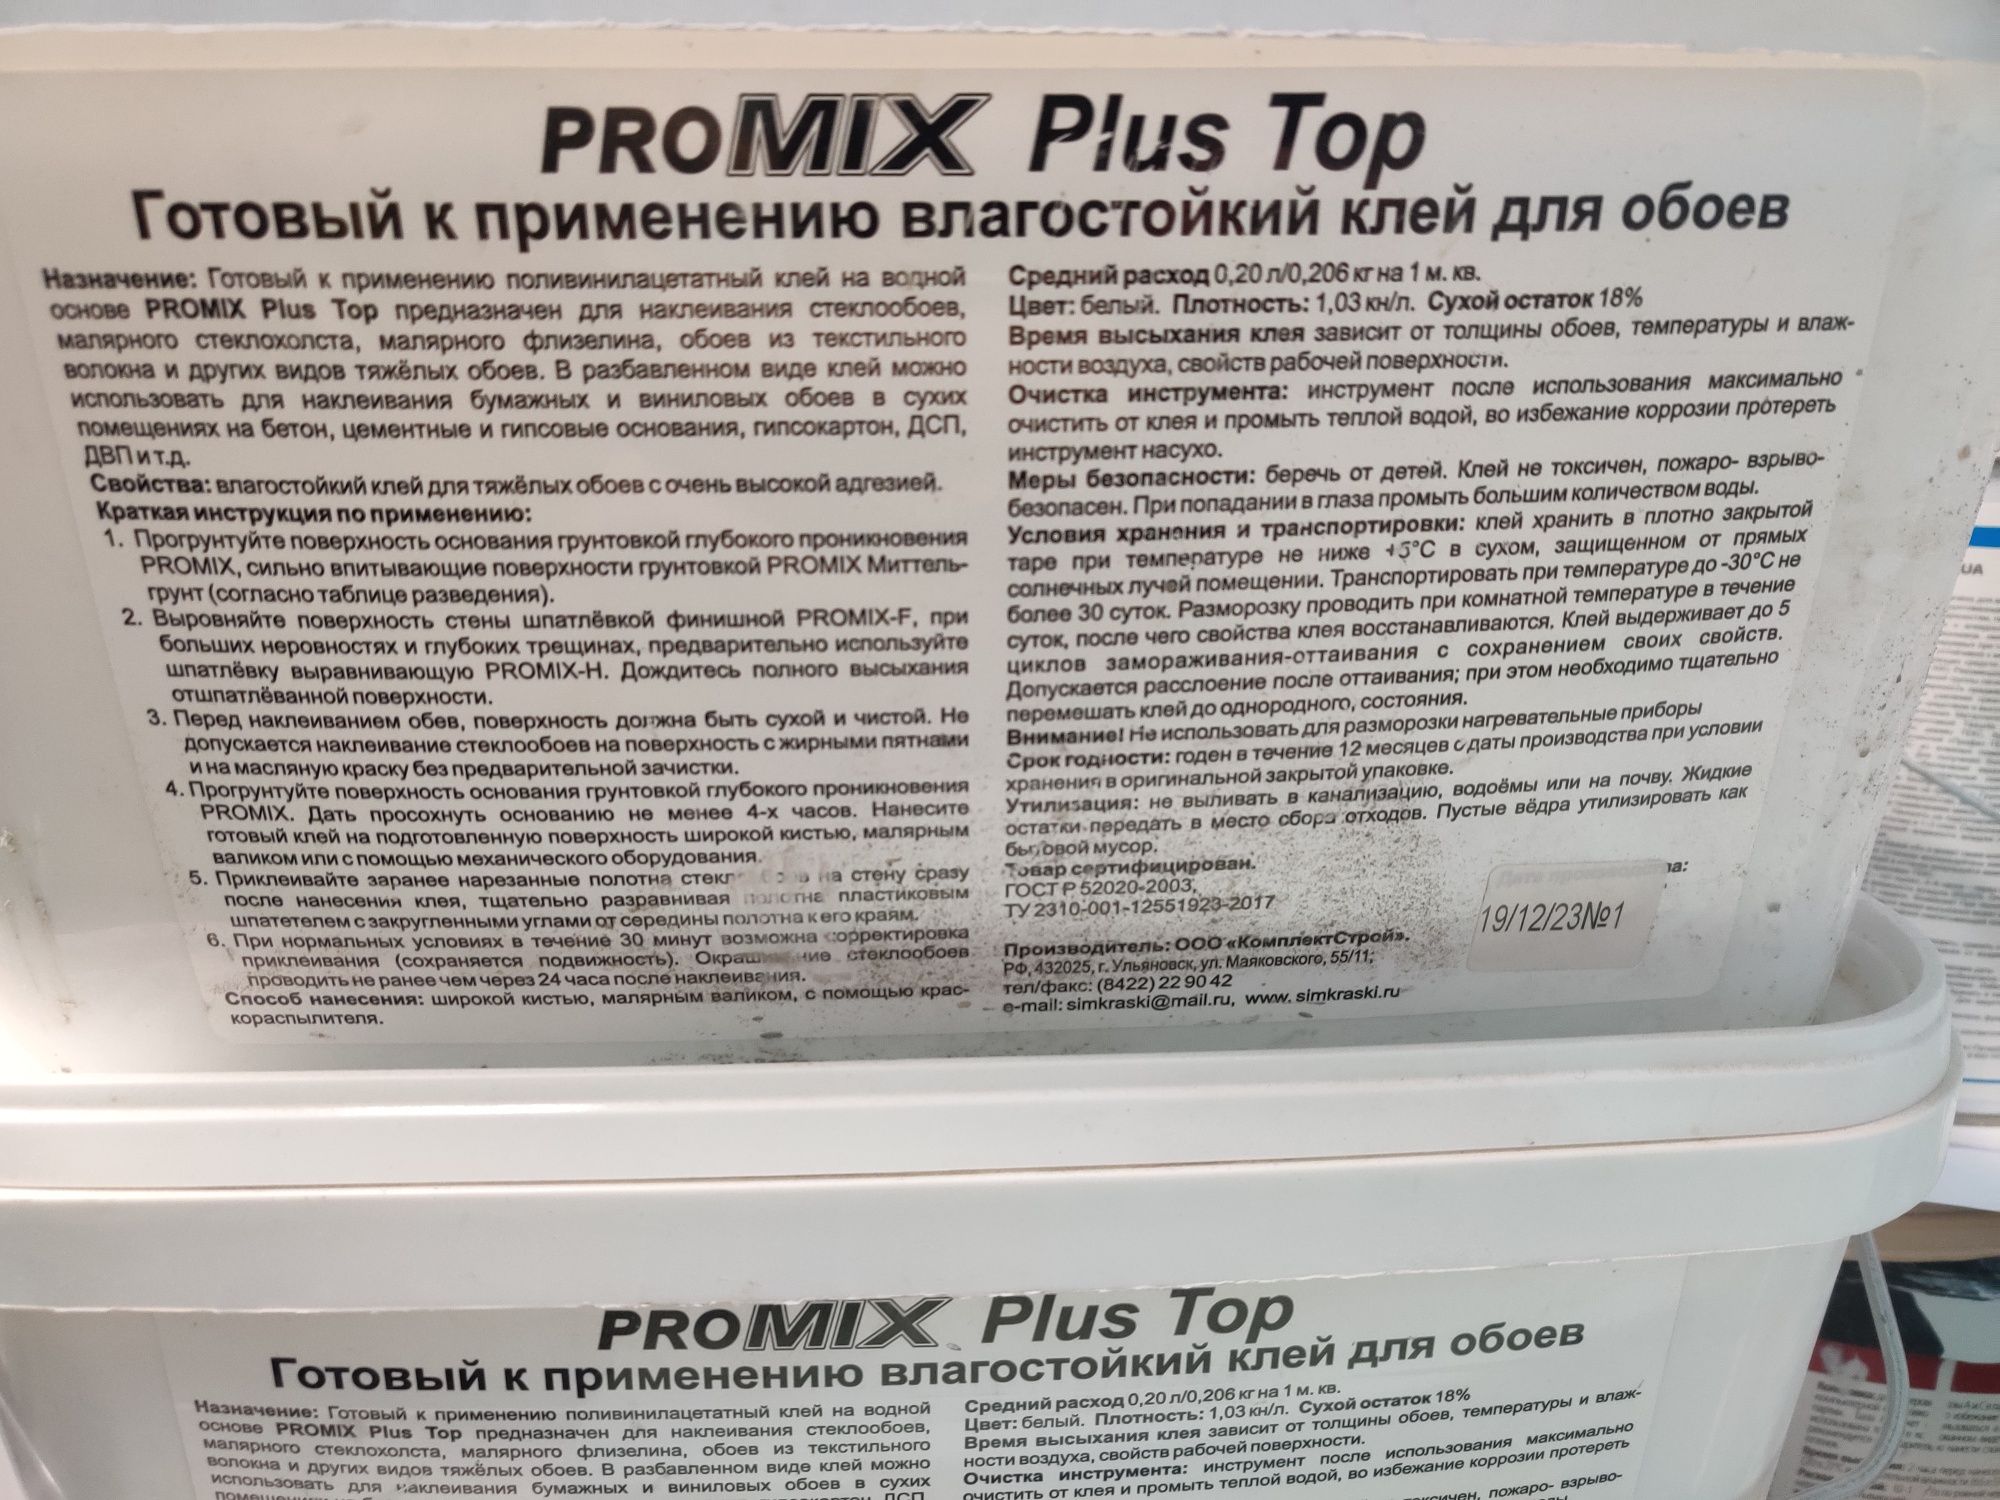 PROMIX Plus Top
Готовый к применению влагостойкий клей для обоев
Назначение: Готовый к применению поливинилацетатный клей на водной
основе PROMIX Plus Top предназначен для наклеивания стеклообоев,
малярного стеклохолста, малярного флизелина, обоев из текстильного
волокна и других видов тяжёлых обоев. В разбавленном виде клей можно
использовать для наклеивания бумажных и виниловых обоев в сухих
помещениях на бетон, цементные и гипсовые основания, гипсокартон, ДСП,
ДВП и т.д.
Свойства: влагостойкий клей для тяжёлых обоев с очень высокой адгезией.
Краткая инструкция по применению:
1. Прогрунтуйте поверхность основания грунтовкой глубокого проникновения
PROMIX, сильно впитывающие поверхности грунтовкой PROMIX Миттель-
грунт (согласно таблице разведения).
2. Выровняйте поверхность стены шпатлёвкой финишной PROMIX-F, при
больших неровностях и глубоких трещинах, предварительно используйте
шпатлёвку выравнивающую PROMIX-H. Дождитесь полного высыхания
отшпатлёванной поверхности.
3. Перед наклеиванием обев, поверхность должна быть сухой и чистой. Не
допускается наклеивание стеклообоев на поверхность с жирными пятнами
и на масляную краску без предварительной зачистки.
4. Прогрунтуйте поверхность основания грунтовкой глубокого проникновения
PROMIX. Дать просохнуть основанию не менее 4-х часов. Нанесите
готовый клей на подготовленную поверхность широкой кистью, малярным
валиком или с помощью механического оборудования.
5. Приклеивайте заранее нарезанные полотна на стену сразу
после нанесения клея, тщательно разравнивая полотна пластиковым
шпатетелем с закругленными углами от середины полотна к его краям.
6. При нормальных условиях в течение 30 минут возможна корректировка
приклеивания (сохраняется подвижность). Окрашивание стеклообоев
проводить не ранее чем через 24 часа после наклеивания.
Способ нанесения: широкой кистью, малярным валиком, с помощью крас-
кораспылителя.
Средний расход 0,20 л/0,206 кг на 1 м. кв.
Цвет: белый. Плотность: 1,03 кн/л. Сухой остаток 18%
Время высыхания клея зависит от толщины обоев, температуры и влаж-
ности воздуха, свойств рабочей поверхности.
Очистка инструмента: инструмент после использования максимально
очистить от клея и промыть теплой водой, во избежание коррозии протереть
инструмент насухо.
Меры безопасности: беречь от детей. Клей не токсичен, пожаро- взрыво-
безопасен. При попадании в глаза промыть большим количеством воды.
Условия хранения и транспортировки: клей хранить в плотно закрытой
таре при температуре не ниже +5°С в сухом, защищенном от прямых
солнечных лучей помещении. Транспортировать при температуре до -30°С не
более 30 суток. Разморозку проводить при комнатной температуре в течение
суток, после чего свойства клея восстанавливаются. Клей выдерживает до 5
циклов замораживания-оттаивания с сохранением своих свойств.
Допускается расслоение после оттаивания; при этом необходимо тщательно
перемешать клей до однородного, состояния.
Внимание! Не использовать для разморозки нагревательные приборы
Срок годности: годен в течение 12 месяцев с даты производства при условии
хранения в оригинальной закрытой упаковке.
Утилизация: не выливать в канализацию, водоёмы или на почву. Жидкие
остатки передать в место сбора отходов. Пустые вёдра утилизировать как
бытовой мусор.
Товар сертифицирован.
ГОСТ Р 52020-2003,
ТУ 2310-001-12551923-2017
Производитель: ООО «КомплектСтрой».
РФ, 432025, г. Ульяновск, ул. Маяковского, 55/11;
тел/факс: (8422) 22 90 42
e-mail: simkraski@mail.ru, www. simkraski.ru
19/12/23№1
PROMIX Plus Top
Готовый к применению влагостойкий клей для обоев
Назначение: Готовый к применению поливинилацетатный клей на водной
основе PROMIX Plus Top предназначен для наклеивания стеклообоев,
малярного стеклохолста, малярного флизелина, обоев из текстильного
волокна и других видов тяжёлых обоев. В разбавленном виде клей можно
использовать для наклеивания бумажных и виниловых обоев в сухих
Средний расход 0,20 л/0,206 кг на 1 м. кв.
Цвет: белый. Плотность: 1,03 кн/л. Сухой остаток 18%
Время высыхания клея зависит от толщины обоев, температуры и влаж-
ности воздуха, свойств рабочей поверхности.
Очистка инструмента: инструмент после использования максимально
очистить от клея и промыть теплой водой, во избежание коррозии протереть
пожаро- взрыво-